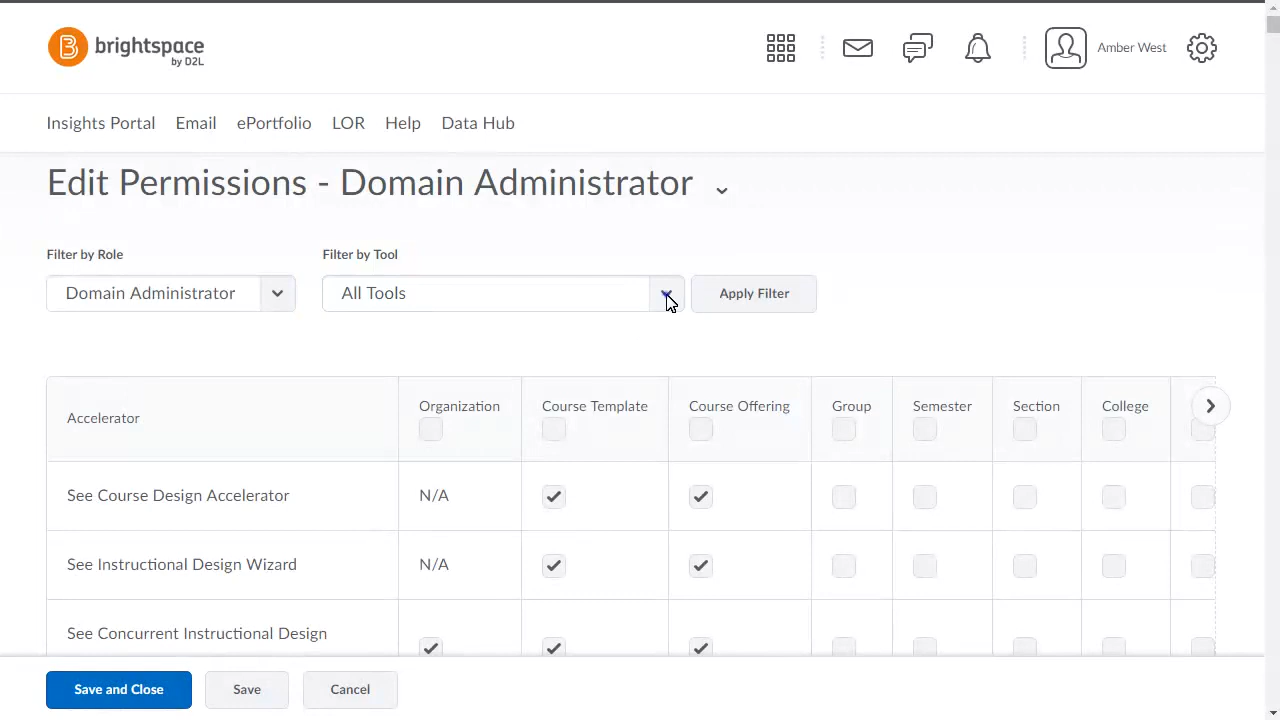 brightspace
by D2L
Amber West
Insights Portal Email ePortfolio LOR Help Data Hub
Edit Permissions - Domain Administrator
Filter by Role Filter by Tool
Domain Administrator All Tools Apply Filter
Accelerator Organization Course Template Course Offering Group Semester Section College
See Course Design Accelerator N/A
See Instructional Design Wizard N/A
See Concurrent Instructional Design
Save and Close Save Cancel